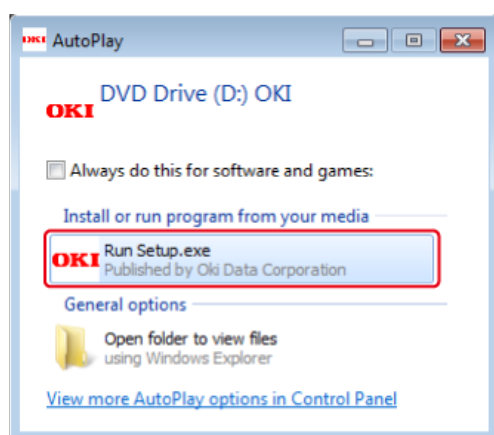 OKI AutoPlay
DVD Drive (D:) OKI
OKI
Always do this for software and games:
Install or run program from your media
OKI Run Setup.exe
Published by Oki Data Corporation
General options
Open folder to view files
using Windows Explorer
View more AutoPlay options in Control Panel